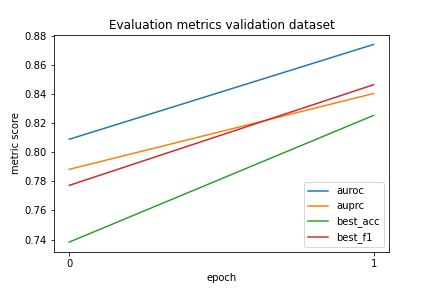 Evaluation metrics validation dataset
metric score
0.88
0.86
0.84
0.82
0.80
0.78
0.76
0.74
0
1
epoch
auroc
auprc
best_acc
best_f1